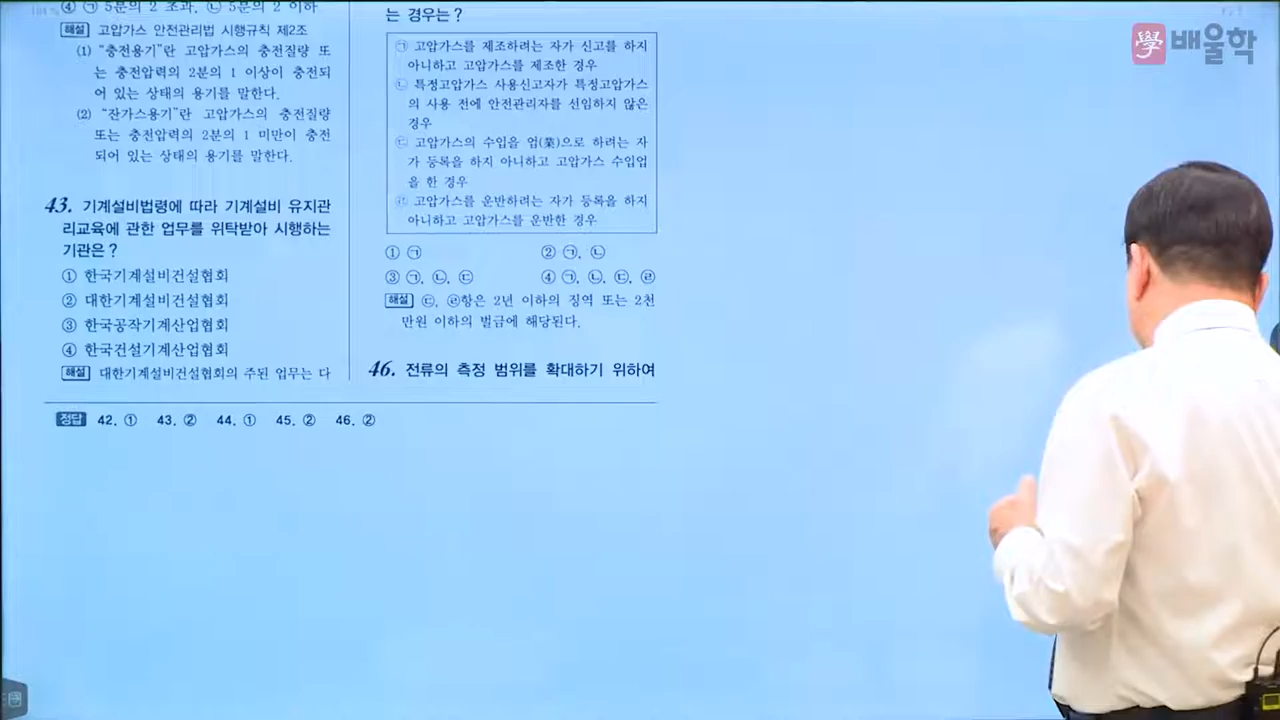 ④ ㉠ 5분의 2 초과, ㉡ 5분의 2 이하
해설 고압가스 안전관리법 시행규칙 제2조
(1) “충전용기”란 고압가스의 충전질량 또
는 충전압력의 2분의 1 이상이 충전되
어 있는 상태의 용기를 말한다.
(2) “잔가스용기”란 고압가스의 충전질량
또는 충전압력의 2분의 1 미만이 충전
되어 있는 상태의 용기를 말한다.
43. 기계설비법령에 따라 기계설비 유지관
리교육에 관한 업무를 위탁받아 시행하는
기관은?
① 한국기계설비건설협회
② 대한기계설비건설협회
③ 한국공작기계산업협회
④ 한국건설기계산업협회
해설 대한기계설비건설협회의 주된 업무는 다
는 경우는?
㉠ 고압가스를 제조하려는 자가 신고를 하지
아니하고 고압가스를 제조한 경우
㉡ 특정고압가스 사용신고자가 특정고압가스
의 사용 전에 안전관리자를 선임하지 않은
경우
㉢ 고압가스의 수입을 업(業)으로 하려는 자
가 등록을 하지 아니하고 고압가스 수입업
을 한 경우
㉣ 고압가스를 운반하려는 자가 등록을 하지
아니하고 고압가스를 운반한 경우
① ㉠ ② ㉠, ㉡
③ ㉠, ㉡, ㉢ ④ ㉠, ㉡, ㉢, ㉣
해설 ㉢, ㉣항은 2년 이하의 징역 또는 2천
만원 이하의 벌금에 해당된다.
46. 전류의 측정 범위를 확대하기 위하여
정답 42. ① 43. ② 44. ① 45. ② 46. ②
學 배울학